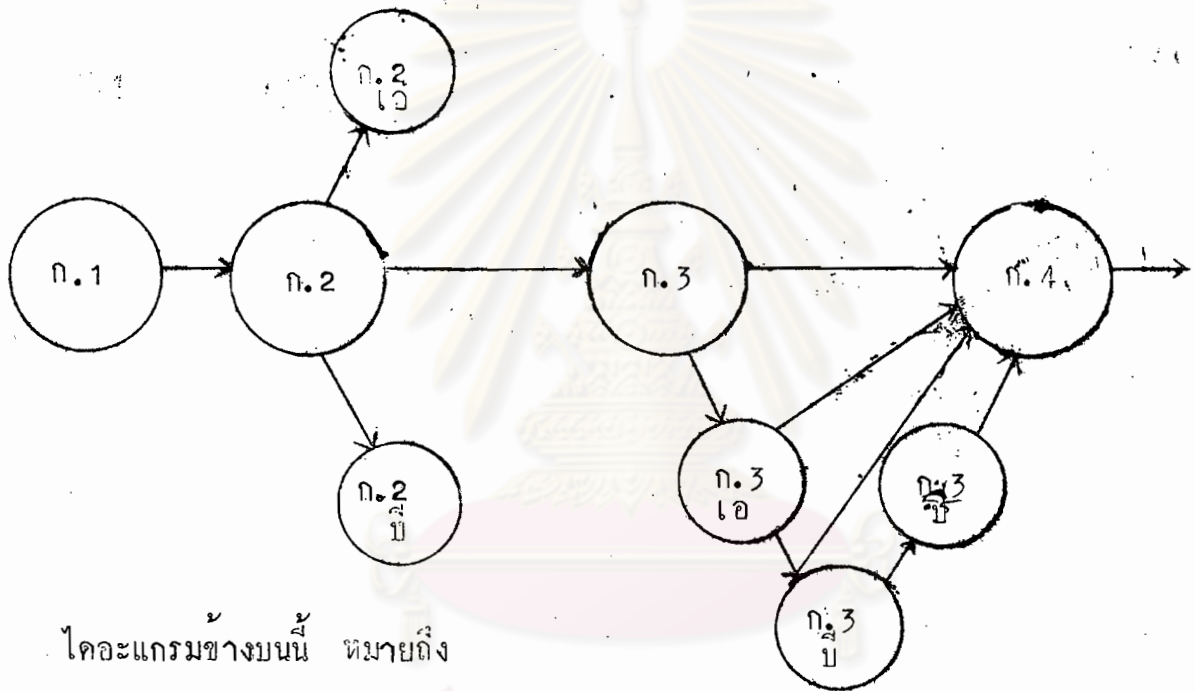 ก.2
เอ
ก.1
ก.2
ก.3
ก.4
ก.2
บี
ก.3
เอ
ก.3
ก.3
บี
ไดอะแกรมข้างบนนี้ หมายถึง